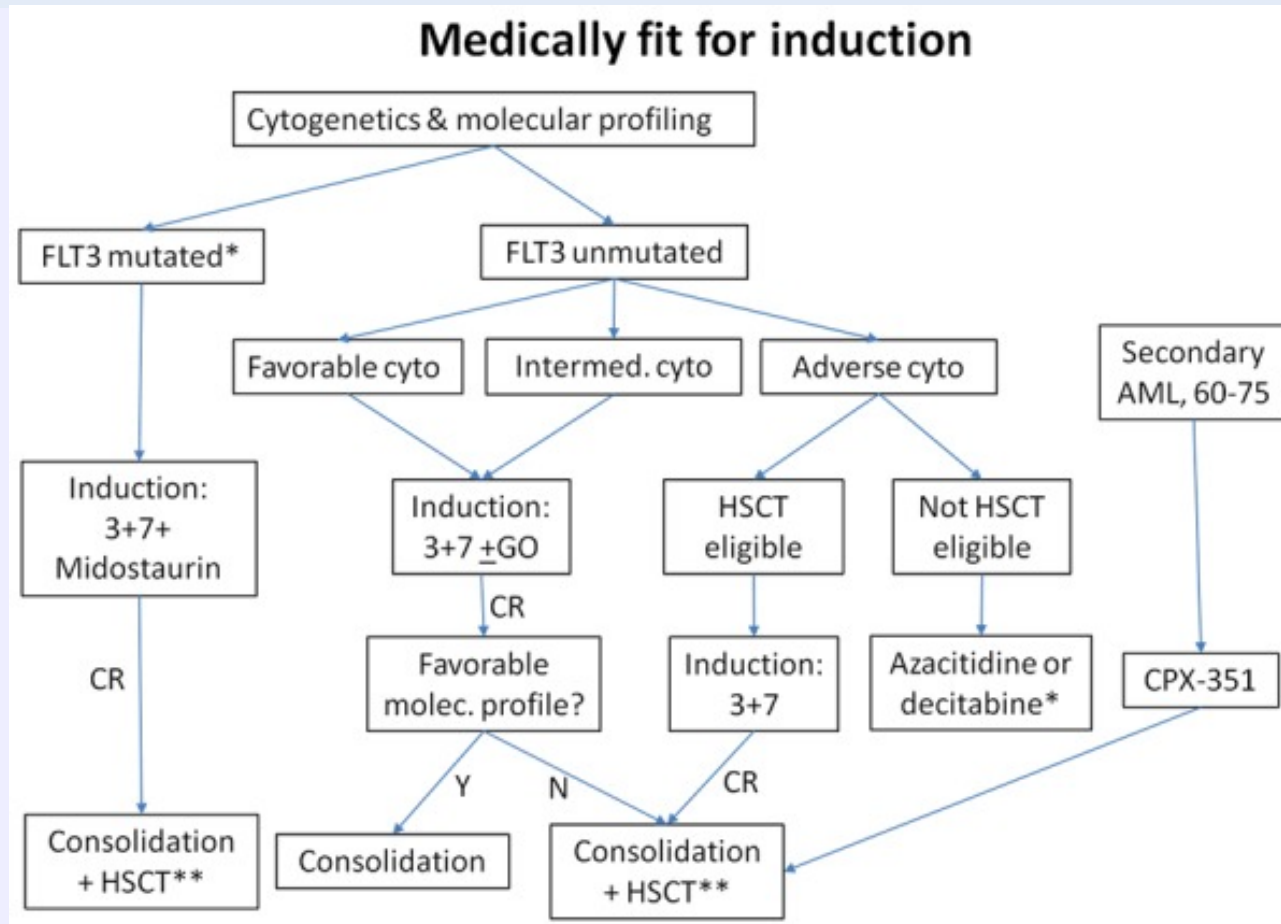 Medically fit for induction
Cytogenetics & molecular profiling
FLT3 mutated*
FLT3 unmutated
Favorable cyto
Intermed. cyto
Adverse cyto
Secondary
AML, 60-75
Induction:
3+7+
Midostaurin
Induction:
3+7 ±GO
HSCT
eligible
Not HSCT
eligible
CR
CR
Favorable
molec. profile?
Induction:
3+7
Azacitidine or
decitabine*
CPX-351
Y
N
CR
Consolidation
+ HSCT**
Consolidation
Consolidation
+ HSCT**